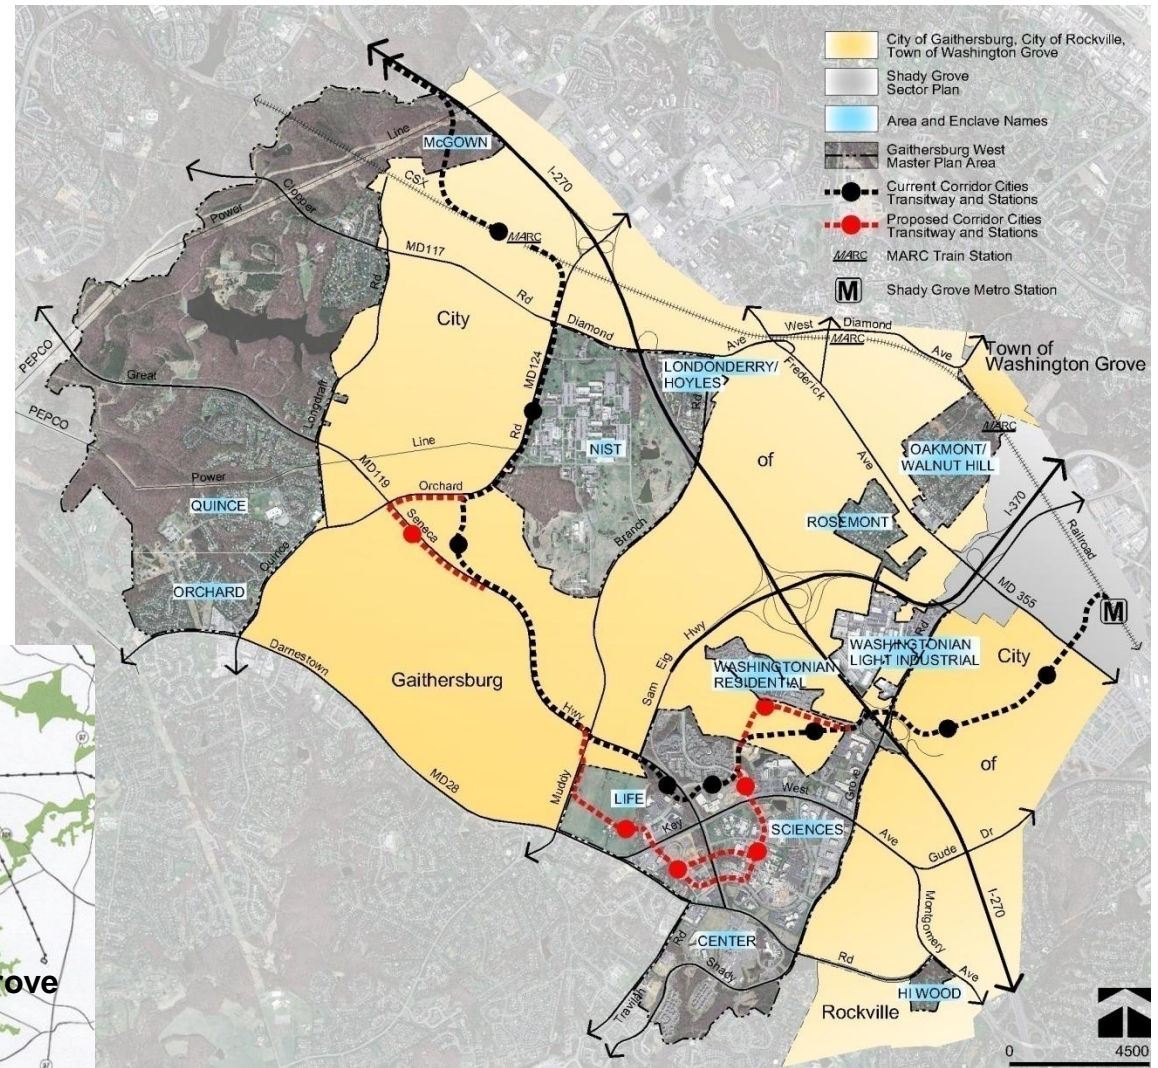 City of Gaithersburg, City of Rockville,
Town of Washington Grove
Shady Grove
Sector Plan
Area and Enclave Names
Gaithersburg West
Master Plan Area
Current Corridor Cities
Transitway and Stations
Proposed Corridor Cities
Transitway and Stations
MARC
MARC Train Station
M
Shady Grove Metro Station
McGOWN
Line
Power
CSX
I-270
Clopper
MARC
MD117
Rd
Rd
City
Diamond
Ave
West
Diamond
MARC
Ave
Town of
Washington Grove
PEPCO
Great
PEPCO
Longdraft
MD124
Rd
LONDONDERRY/
HOYLES
Rd
Frederick
Ave
NIST
of
MARC
OAKMONT/
WALNUT HILL
Line
Power
MD119
Orchard
QUINCE
Seneca
Branch
ROSEMONT
I-370
Railroad
ORCHARD
Quince
MD 355
M
Darnestown
Hwy
Sam
Eig
Rd
WASHINGTONIAN
LIGHT INDUSTRIAL
City
WASHINGTONIAN
RESIDENTIAL
Gaithersburg
Hwy
of
MD28
Muddy
LIFE
Key
West
Grove
SCIENCES
Ave
Gude
Dr
Montgomery
I-270
CENTER
Rd
Shady
Rd
Ave
HI WOOD
Travilah
Rockville
rove
0
4500